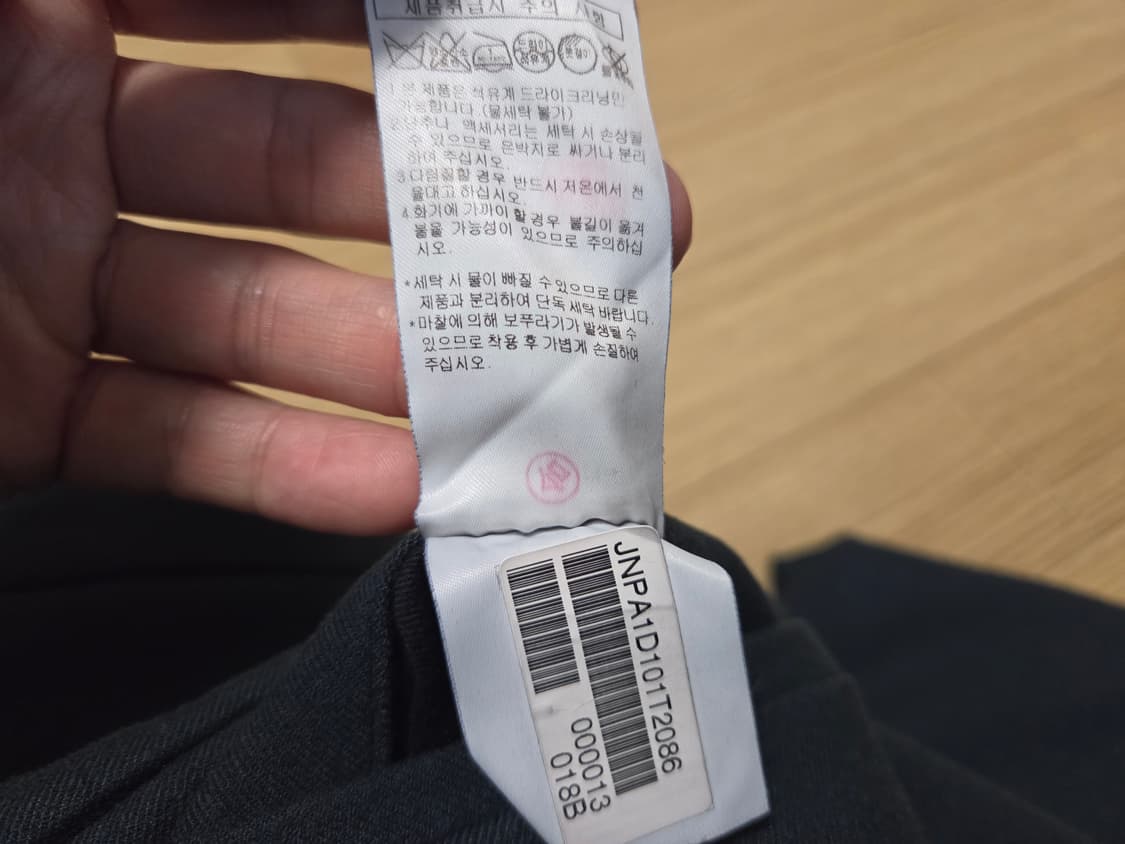 제품취급시 주의 사항
드라이
석유계
1.본 제품은 석유계 드라이크리닝만
가능합니다.(물세탁 불가)
2.단추나 액세서리는 세탁 시 손상될
수 있으므로 은박지로 싸거나 분리
하여 주십시오.
3.다림질할 경우 반드시 저온에서 천
을대고 하십시오.
4.화기에 가까이 할 경우 불길이 옮겨
붙을 가능성이 있으므로 주의하십
시오.
*세탁 시 물이 빠질 수 있으므로 다른
제품과 분리하여 단독 세탁 바랍니다.
*마찰에 의해 보푸라기가 발생될 수
있으므로 착용 후 가볍게 손질하여
주십시오.
JNPA1D101T2086
000013
018B